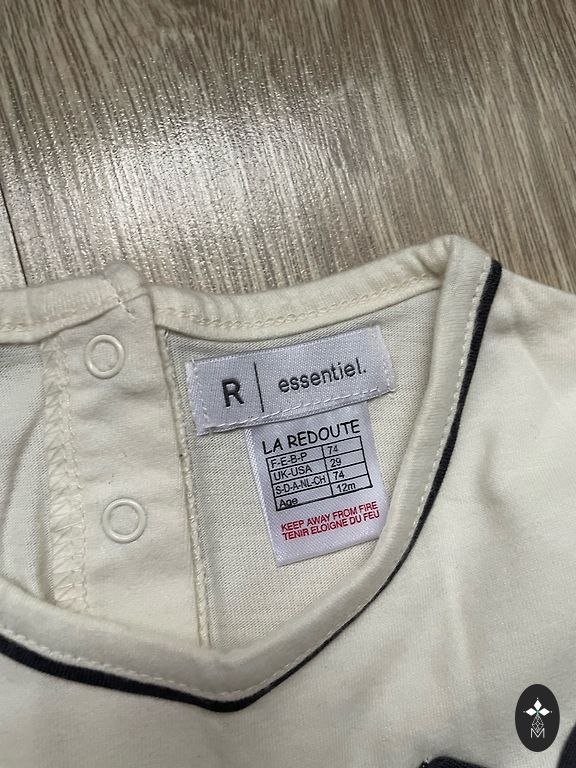 R | essentiel.
LA REDOUTE
F-E-B-P 74
UK-USA 29
S-D-A-NL-CH 74
Age 12m
KEEP AWAY FROM FIRE
TENIR ELOIGNE DU FEU
M